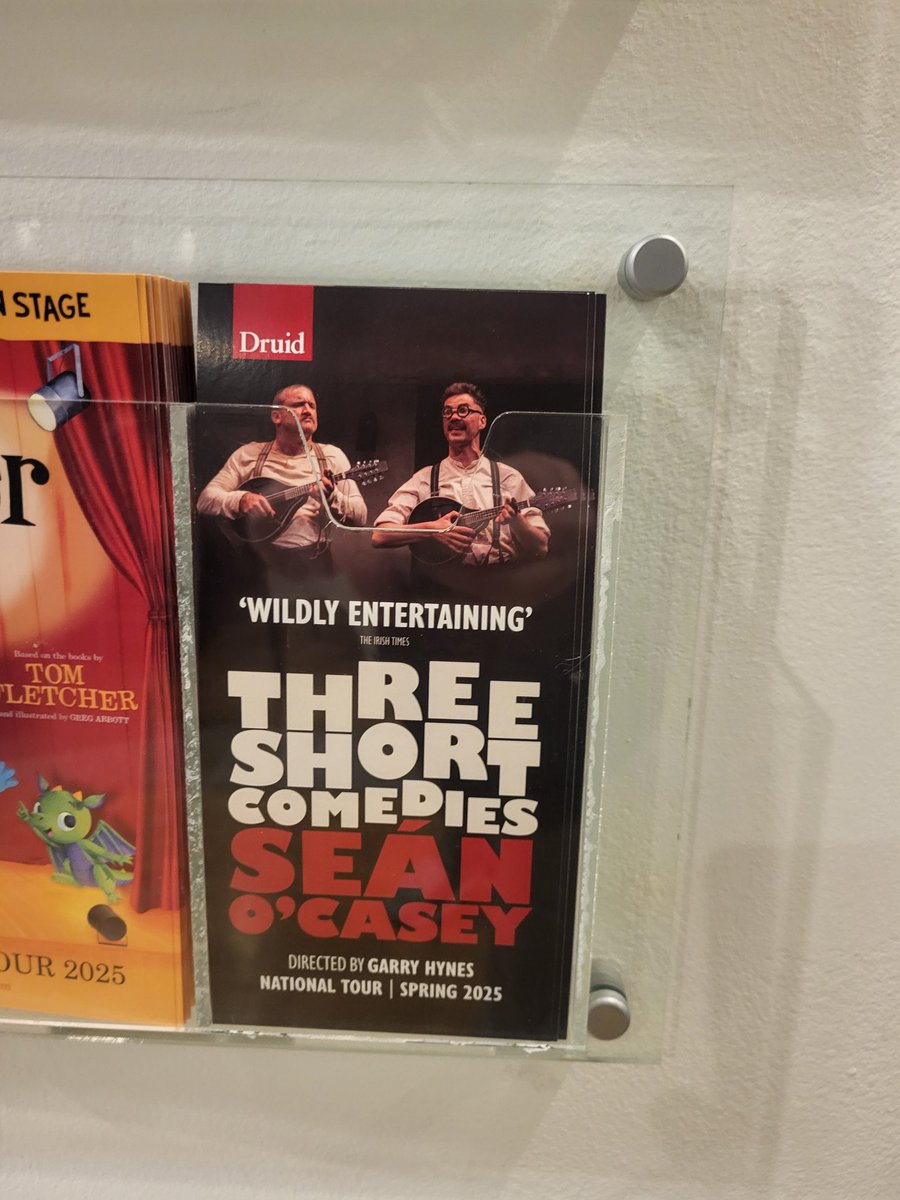 N STAGE
er
Based on the books by
TOM
FLETCHER
and illustrated by GREG ABBOTT
OUR 2025
Druid
'WILDLY ENTERTAINING'
THE IRISH TIMES
THREE
SHORT
COMEDIES
SEÁN
O'CASEY
DIRECTED BY GARRY HYNES
NATIONAL TOUR | SPRING 2025